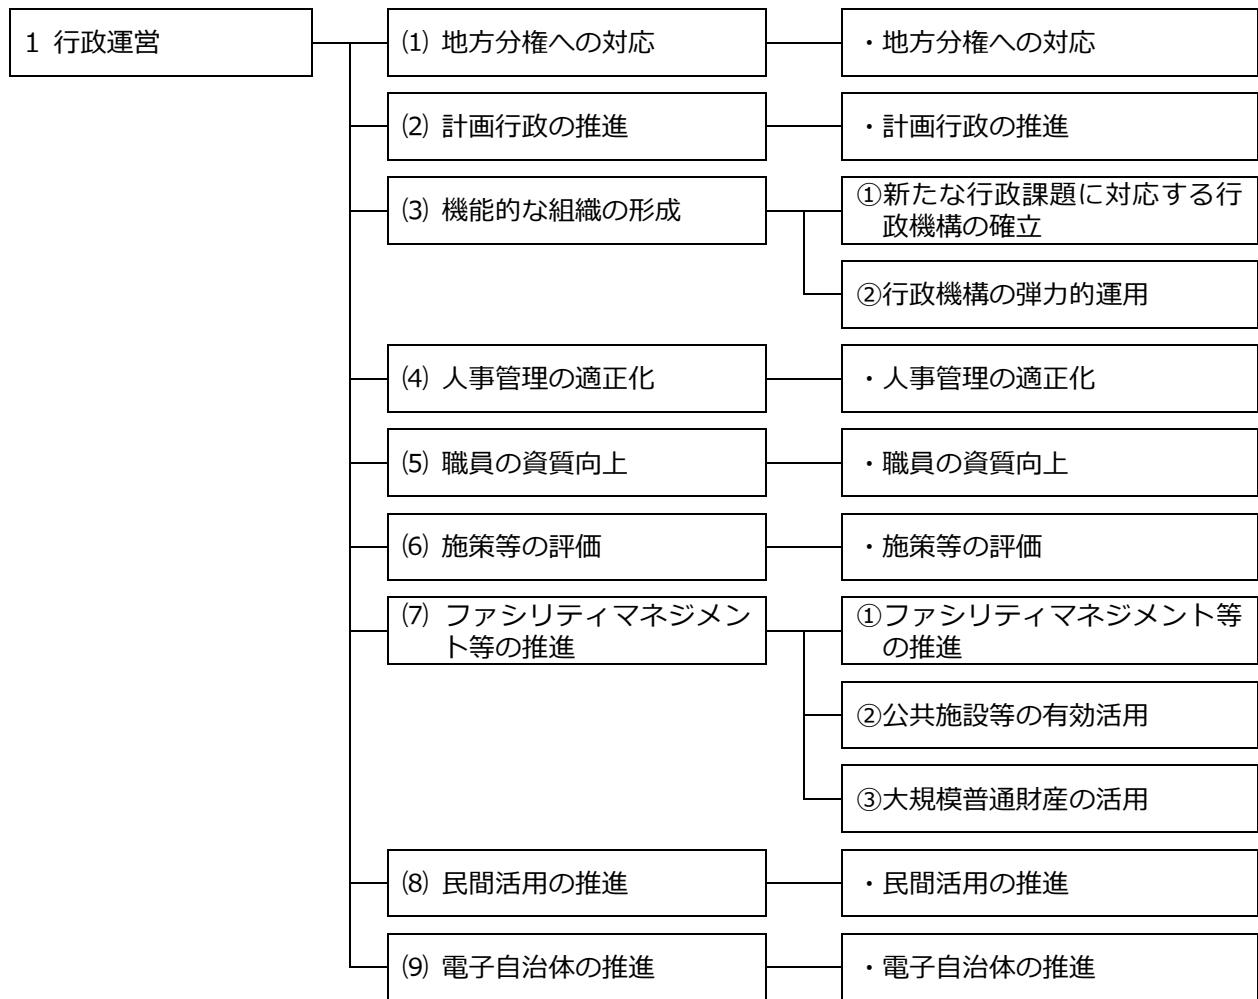 1 行政運営
⑴ 地方分権への対応
・地方分権への対応
⑵ 計画行政の推進
・計画行政の推進
⑶ 機能的な組織の形成
①新たな行政課題に対応する行
政機構の確立
②行政機構の弾力的運用
⑷ 人事管理の適正化
・人事管理の適正化
⑸ 職員の資質向上
・職員の資質向上
⑹ 施策等の評価
・施策等の評価
⑺ ファシリティマネジメン
ト等の推進
①ファシリティマネジメント等
の推進
②公共施設等の有効活用
③大規模普通財産の活用
⑻ 民間活用の推進
・民間活用の推進
⑼ 電子自治体の推進
・電子自治体の推進